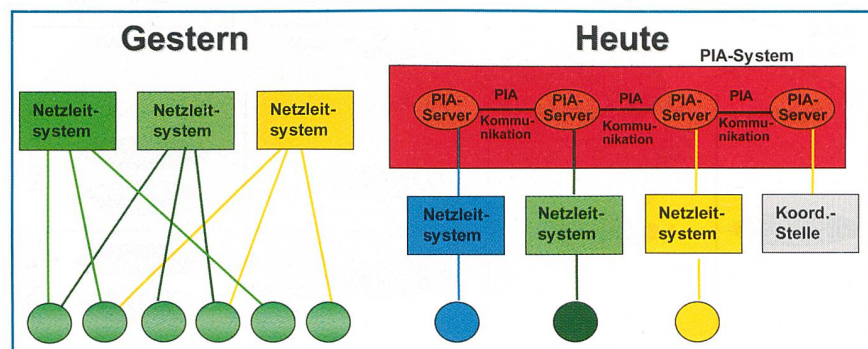 Gestern
Netzleit-
system
Netzleit-
system
Netzleit-
system
Heute
PIA-System
PIA-
Server
PIA
Kommu-
nikation
PIA-
Server
PIA
Kommu-
nikation
PIA-
Server
PIA
Kommu-
nikation
PIA-
Server
Netzleit-
system
Netzleit-
system
Netzleit-
system
Koord.-
Stelle